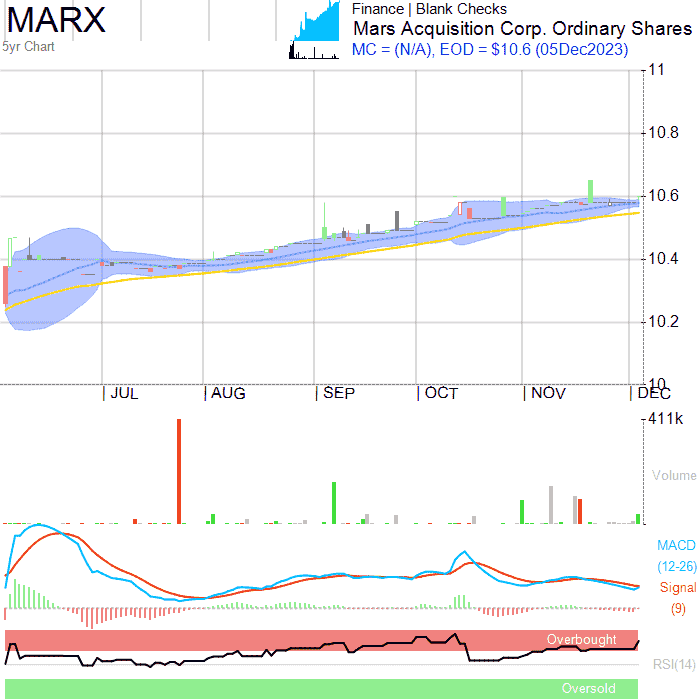 MARX
5yr Chart
Finance | Blank Checks
Mars Acquisition Corp. Ordinary Shares
MC = (N/A), EOD = $10.6 (05Dec2023)
11
10.8
10.6
10.4
10.2
10
JUL
AUG
SEP
OCT
NOV
DEC
411k
Volume
MACD
(12-26)
Signal
(9)
Overbought
RSI(14)
Oversold